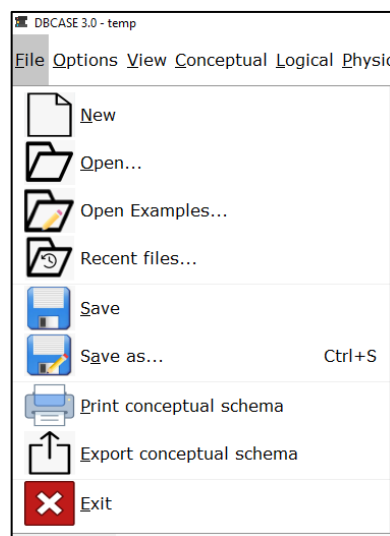 DBCASE 3.0 - temp
File Options View Conceptual Logical Physic
New
Open...
Open Examples...
Recent files...
Save
Save as... Ctrl+S
Print conceptual schema
Export conceptual schema
Exit